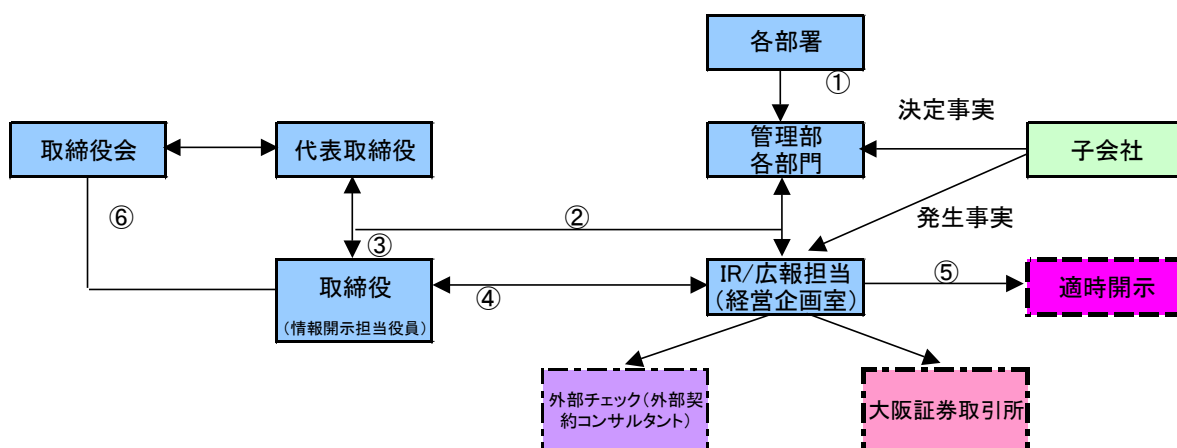 各部署
①
決定事実
取締役会
代表取締役
管理部
各部門
子会社
⑥
②
発生事実
③
取締役
(情報開示担当役員)
④
IR/広報担当
(経営企画室)
⑤
適時開示
外部チェック(外部契
約コンサルタント)
大阪証券取引所